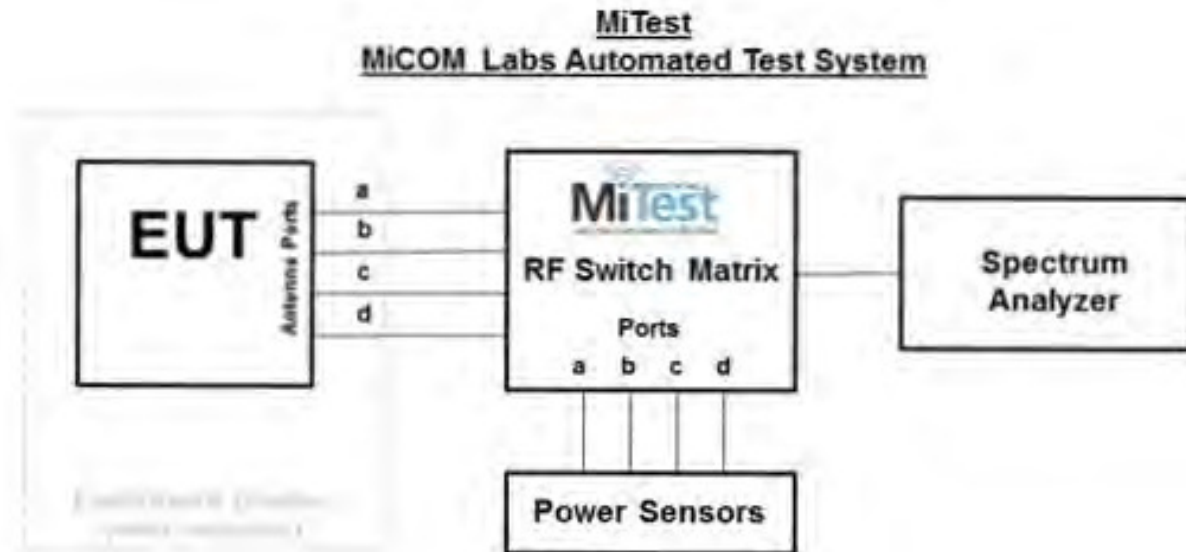 MiTest
MiCOM Labs Automated Test System
EUT
Antenna Ports
a
b
c
d
MiTest
RF Switch Matrix
Ports
a b c d
Spectrum
Analyzer
Power Sensors